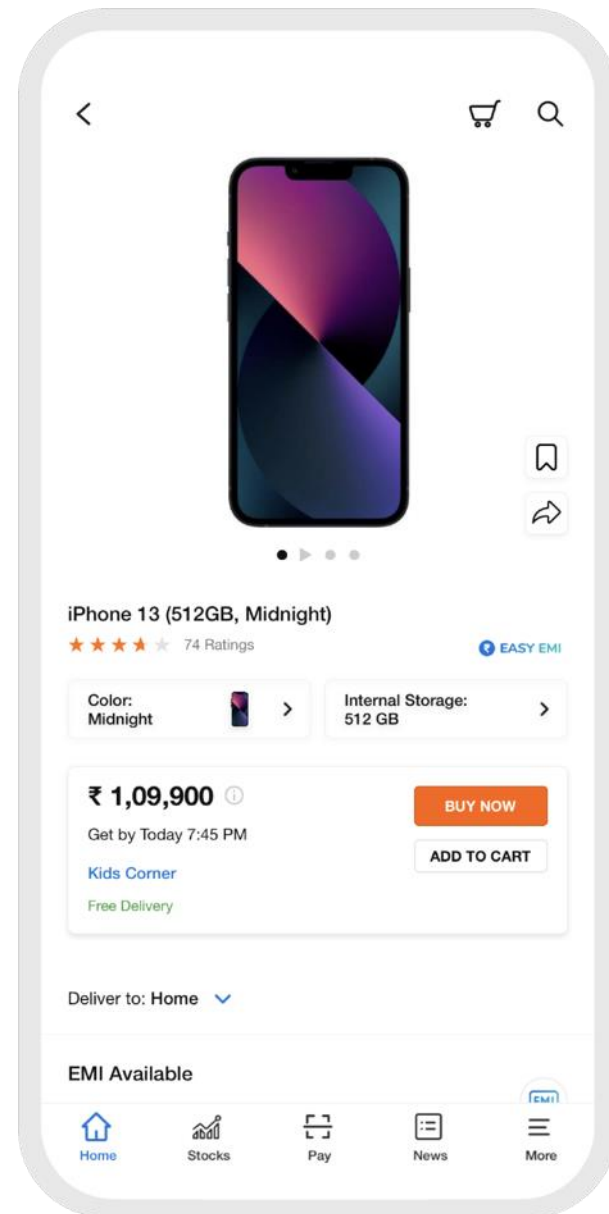 iPhone 13 (512GB, Midnight)
74 Ratings
EASY EMI
Color:
Midnight
Internal Storage:
512 GB
₹ 1,09,900
BUY NOW
Get by Today 7:45 PM
ADD TO CART
Kids Corner
Free Delivery
Deliver to: Home
EMI Available
EMI
Home
Stocks
Pay
News
More